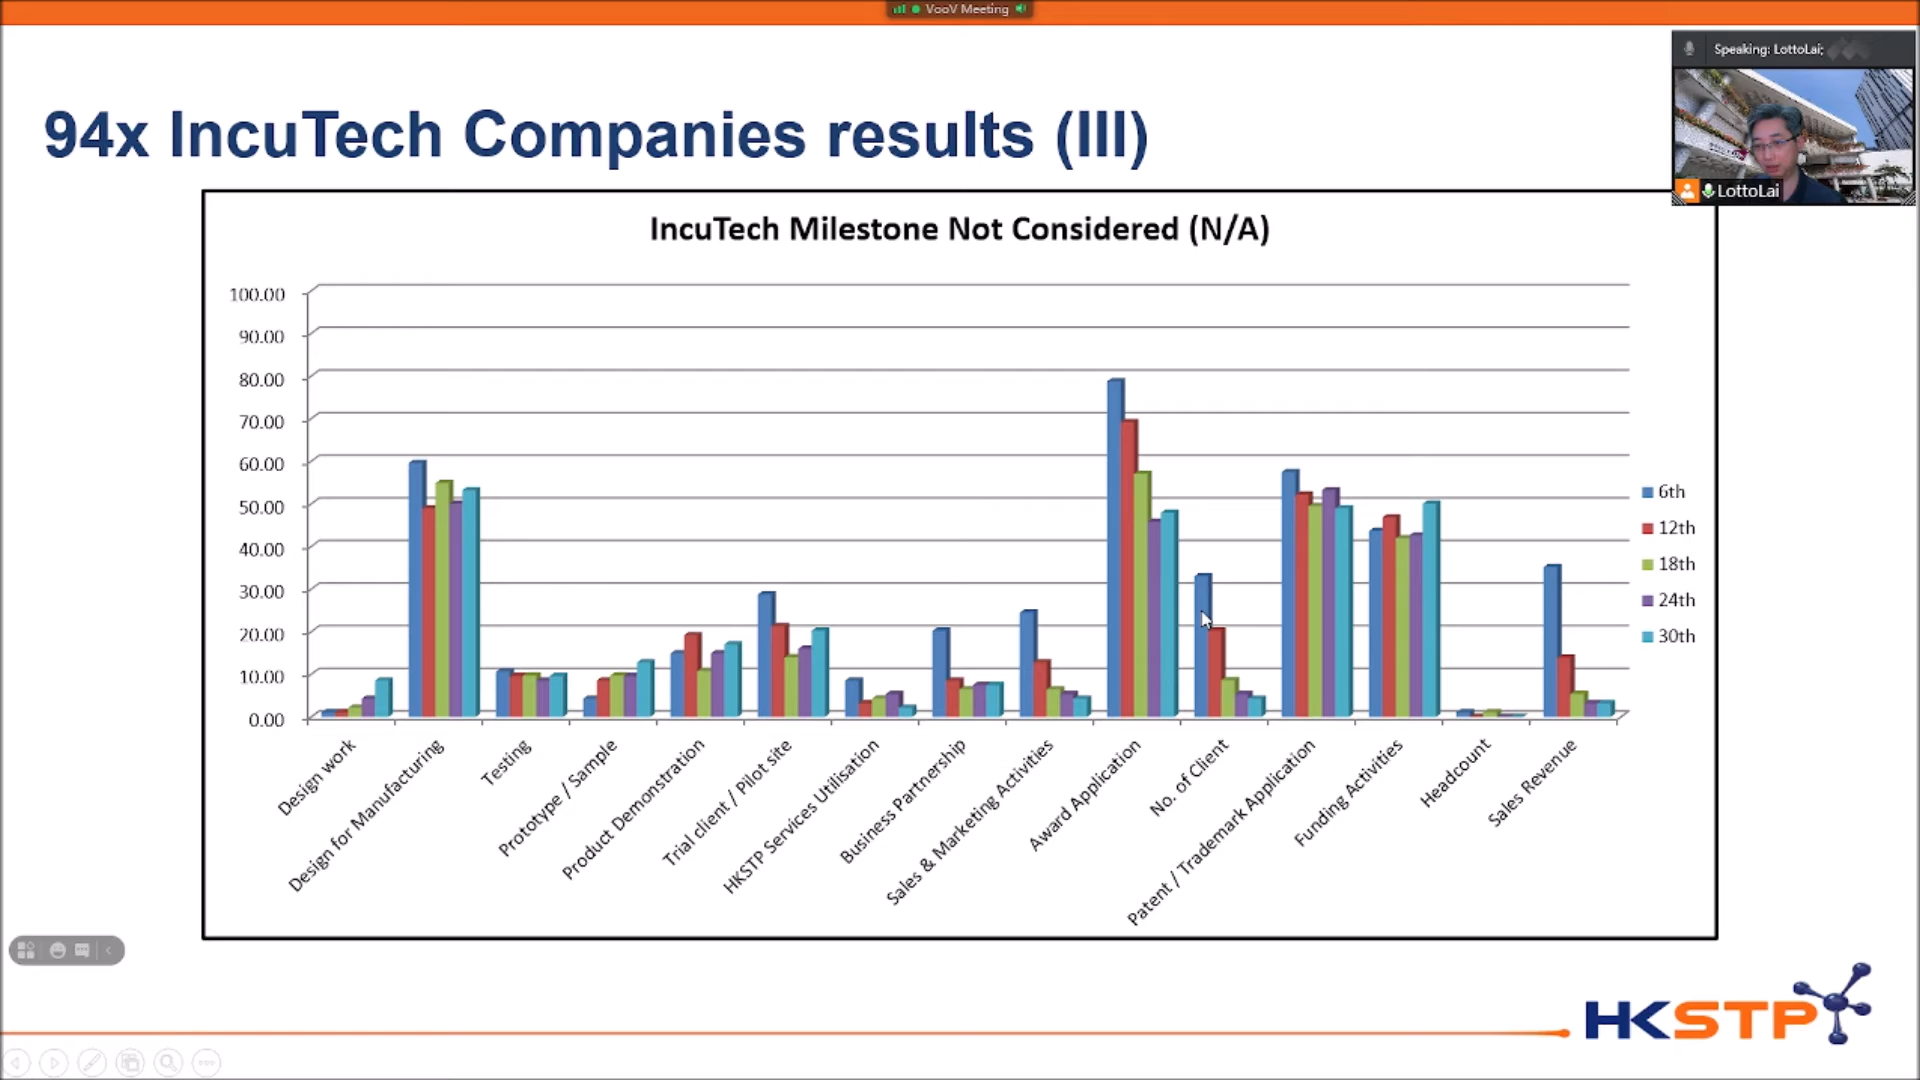 VooV Meeting
Speaking: LottoLai;
LottoLai
94x IncuTech Companies results (III)
IncuTech Milestone Not Considered (N/A)
100.00
90.00
80.00
70.00
60.00
50.00
40.00
30.00
20.00
10.00
0.00
Design work
Design for Manufacturing
Testing
Prototype / Sample
Product Demonstration
Trial client / Pilot site
HKSTP Services Utilisation
Business Partnership
Sales & Marketing Activities
Award Application
No. of Client
Patent / Trademark Application
Funding Activities
Headcount
Sales Revenue
6th
12th
18th
24th
30th
HKSTP